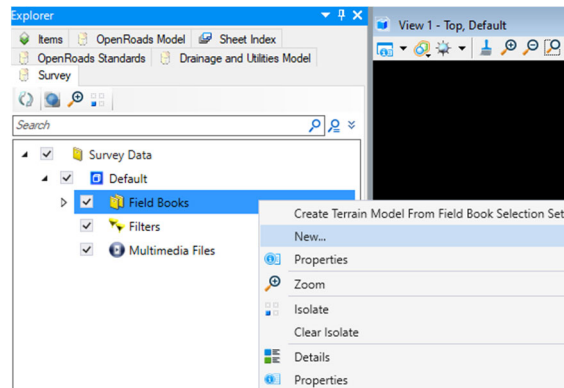 Explorer
Items OpenRoads Model Sheet Index
OpenRoads Standards Drainage and Utilities Model
Survey
Search
Survey Data
Default
Field Books
Filters
Multimedia Files
View 1 - Top, Default
Create Terrain Model From Field Book Selection Set
New...
Properties
Zoom
Isolate
Clear Isolate
Details
Properties